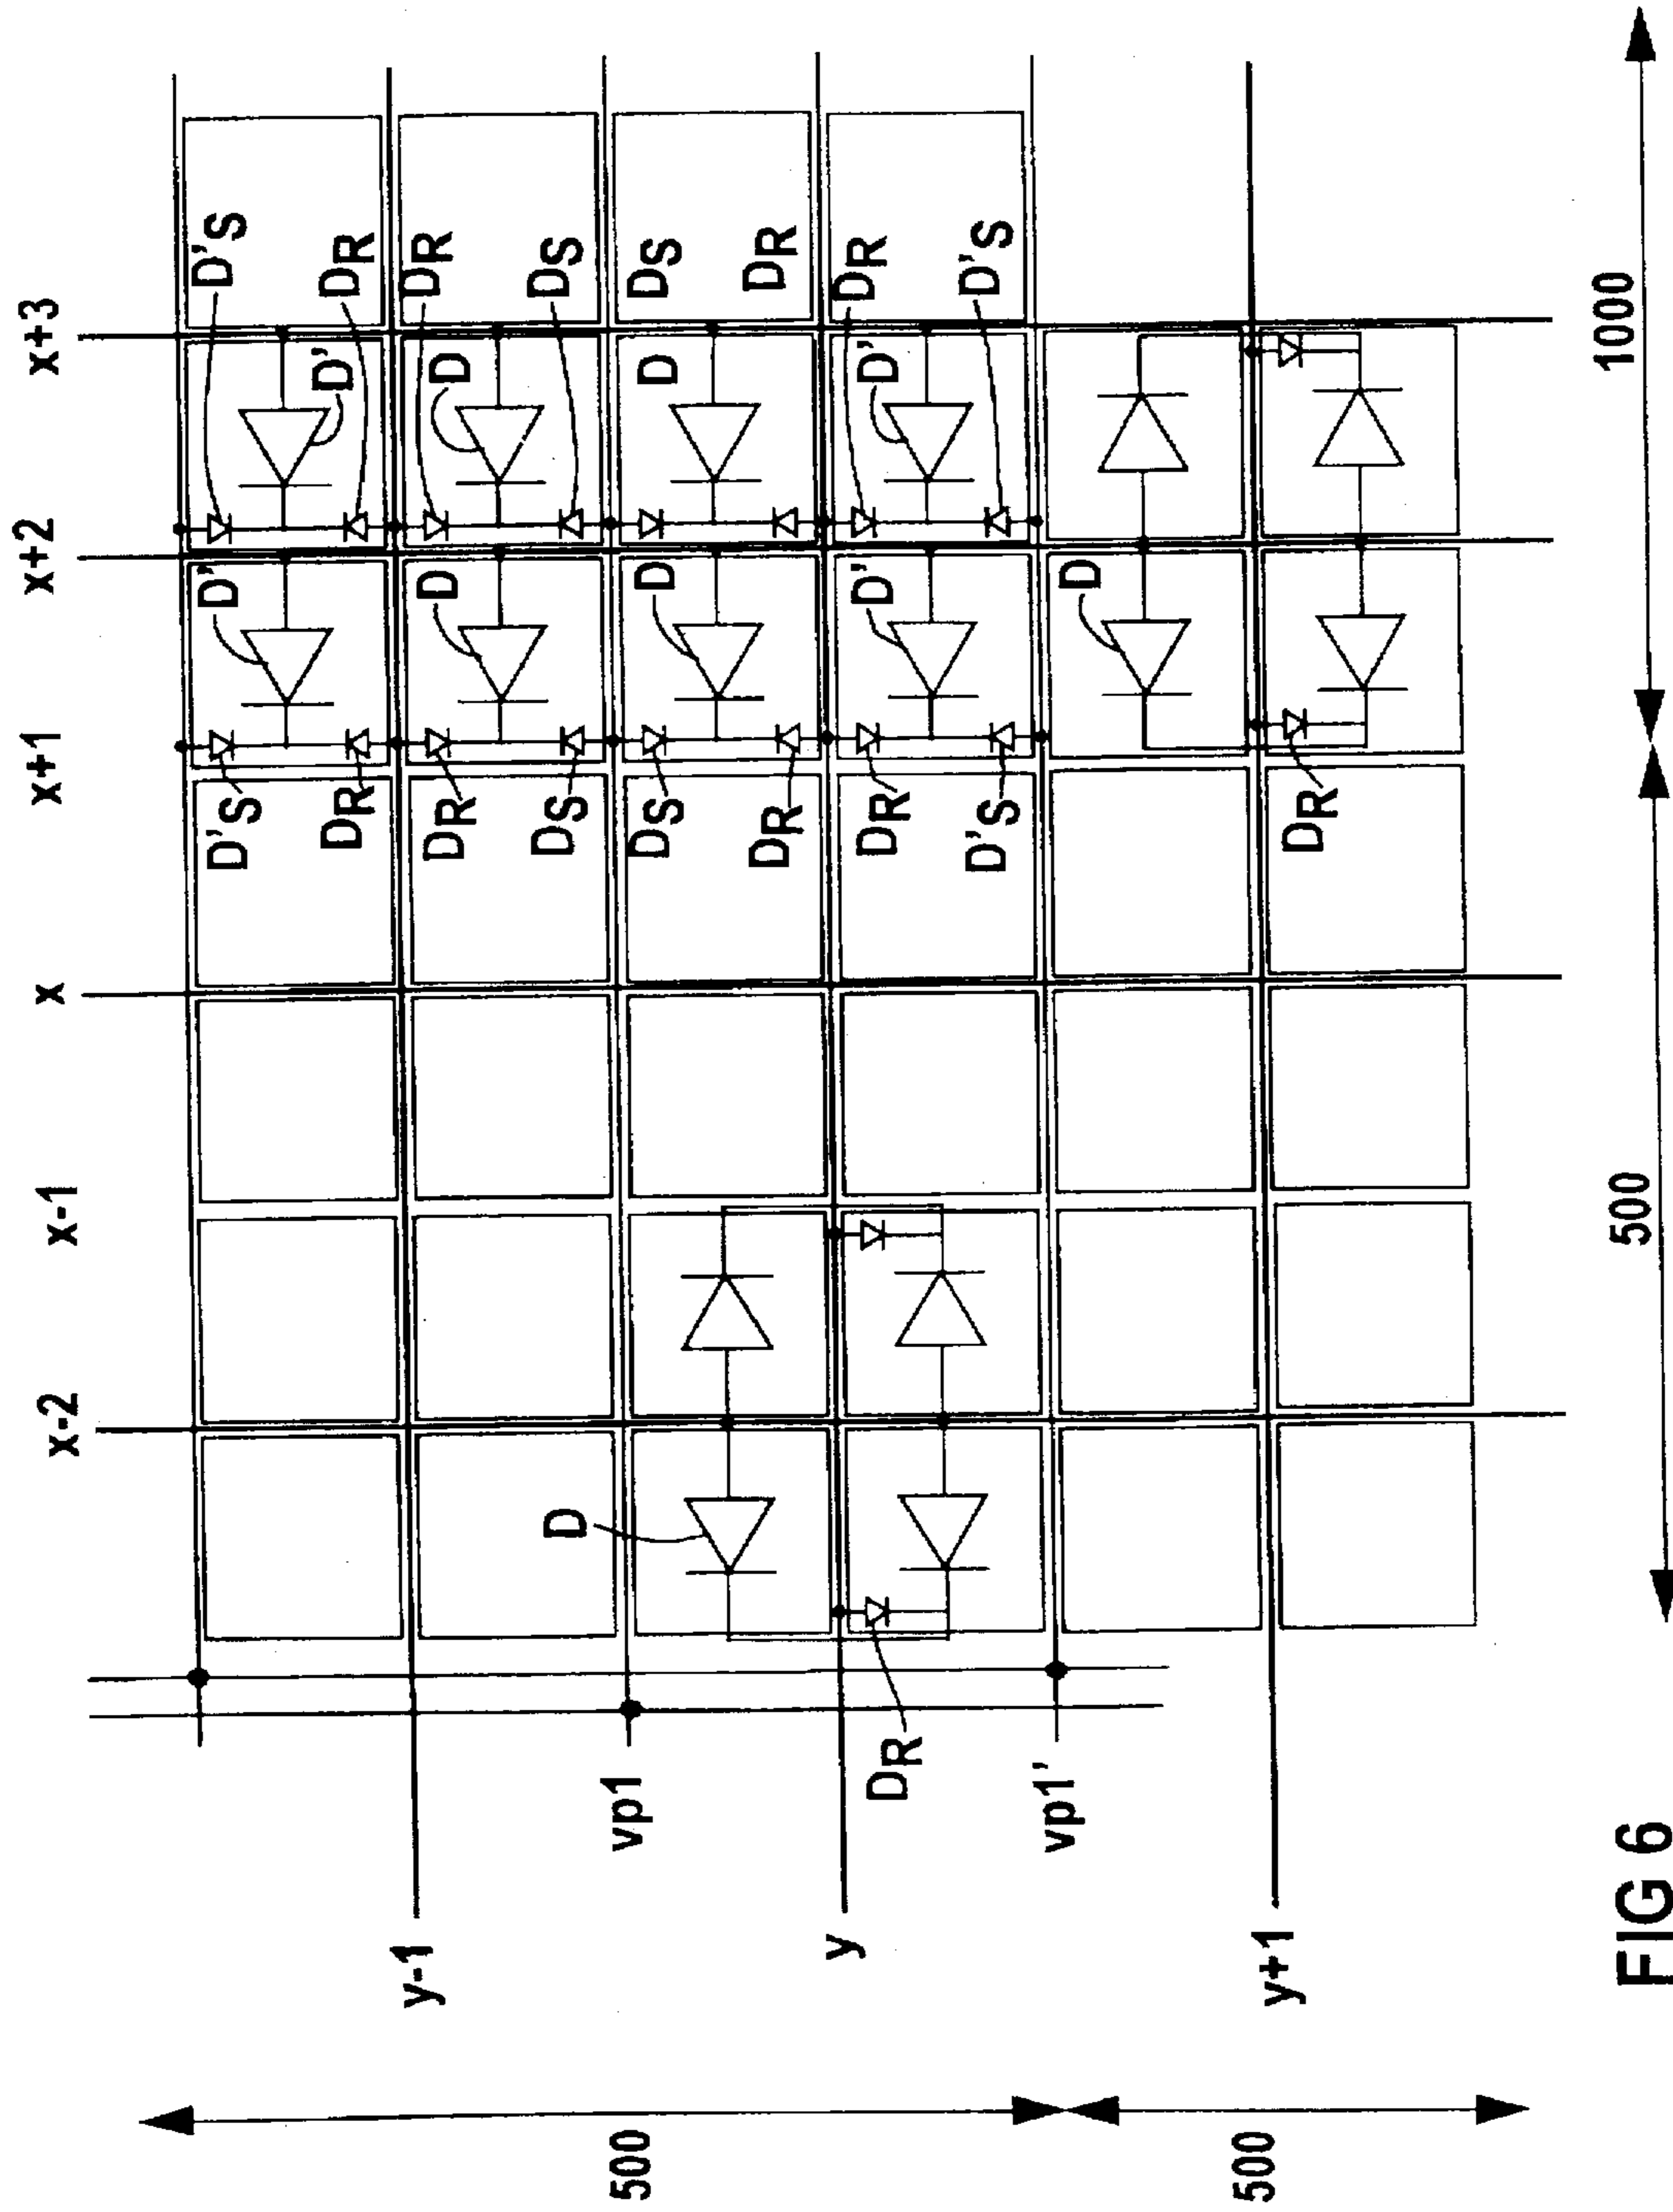 x-2 x-1 x x+1 x+2 x+3
D'S D' D'S
DR D' DR
y-1 DR D D DR
D DS DS
500 vp1 DS D D DS
DR DR
y DR DR D' D' DR
D'S D'S
vp1' D
500 y+1 DR
500 1000
FIG 6